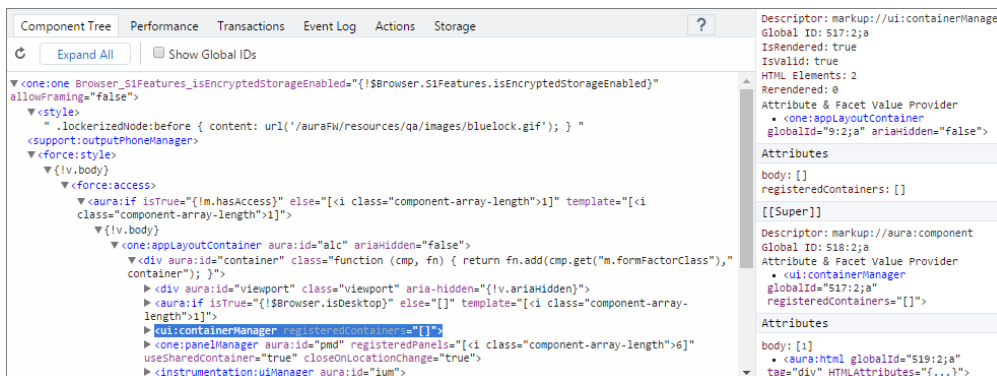 Component Tree Performance Transactions Event Log Actions Storage ?
Expand All Show Global IDs
<one:one Browser_S1Features_isEncryptedStorageEnabled="{!$Browser.S1Features.isEncryptedStorageEnabled}"
allowFraming="false">
<style>
" .lockerizedNode:before { content: url('/auraFW/resources/qa/images/bluelock.gif'); } "
<support:outputPhoneManager>
<force:style>
{!v.body}
<force:access>
<aura:if isTrue="{!m.hasAccess}" else="[<i class="component-array-length">1]" template="[<i
class="component-array-length">1]">
{!v.body}
<one:appLayoutContainer aura:id="alc" ariaHidden="false">
<div aura:id="container" class="function (cmp, fn) { return fn.add(cmp.get("m.formFactorClass"),"
container"); }">
<div aura:id="viewport" class="viewport" aria-hidden="{!v.ariaHidden}">
<aura:if isTrue="{!$Browser.isDesktop}" else="[]" template="[<i class="component-array-
length">1]">
<ui:containerManager registeredContainers="[]">
<one:panelManager aura:id="pmd" registeredPanels="[<i class="component-array-length">6]"
useSharedContainer="true" closeOnLocationChange="true">
<instrumentation:uiManager aura:id="ium">
Descriptor: markup://ui:containerManage
Global ID: 517:2;a
IsRendered: true
IsValid: true
HTML Elements: 2
Rerendered: 0
Attribute & Facet Value Provider
<one:appLayoutContainer
globalId="9:2;a" ariaHidden="false">
Attributes
body: []
registeredContainers: []
[[Super]]
Descriptor: markup://aura:component
Global ID: 518:2;a
Attribute & Facet Value Provider
<ui:containerManager
globalId="517:2;a"
registeredContainers="[]">
Attributes
body: [1]
<aura:html globalId="519:2;a"
tag="div" HTMLAttributes="{...}">